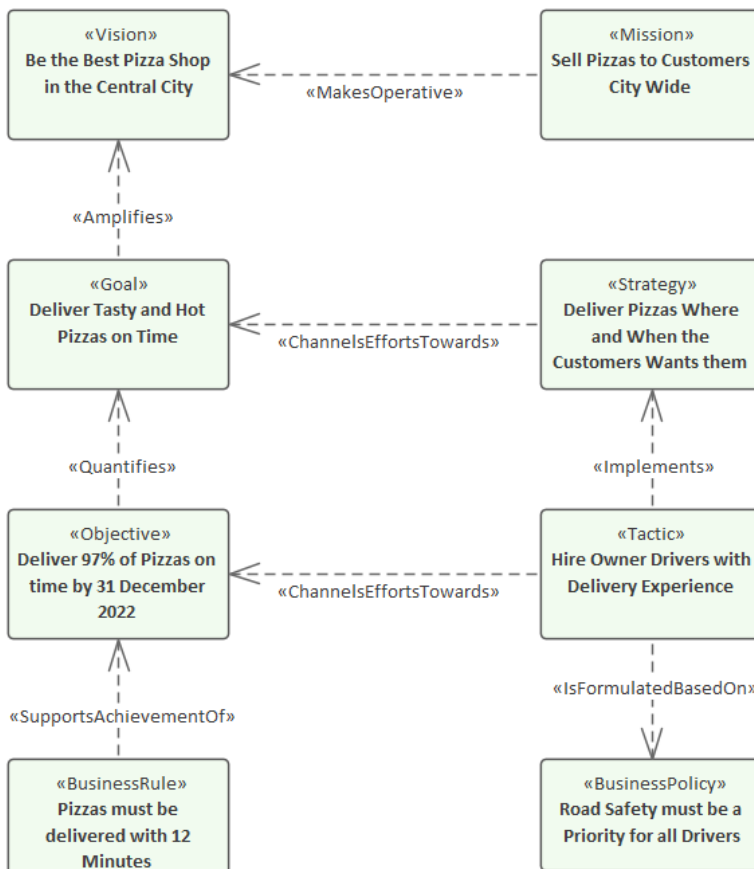 «Vision»
Be the Best Pizza Shop
in the Central City
«Mission»
Sell Pizzas to Customers
City Wide
«MakesOperative»
«Amplifies»
«Goal»
Deliver Tasty and Hot
Pizzas on Time
«Strategy»
Deliver Pizzas Where
and When the
Customers Wants them
«ChannelsEffortsTowards»
«Quantifies»
«Implements»
«Objective»
Deliver 97% of Pizzas on
time by 31 December
2022
«Tactic»
Hire Owner Drivers with
Delivery Experience
«ChannelsEffortsTowards»
«IsFormulatedBasedOn»
«SupportsAchievementOf»
«BusinessRule»
Pizzas must be
delivered with 12
Minutes
«BusinessPolicy»
Road Safety must be a
Priority for all Drivers